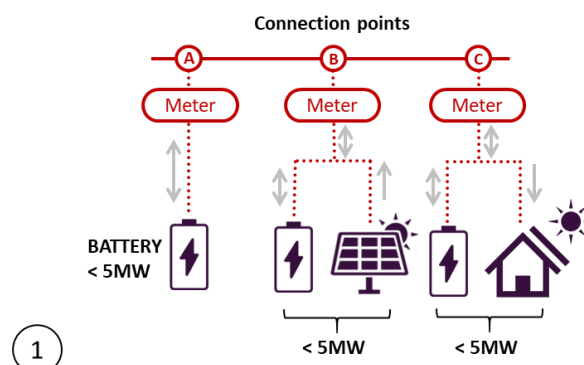 Connection points
A B C
Meter Meter Meter
BATTERY
< 5MW
< 5MW < 5MW
1